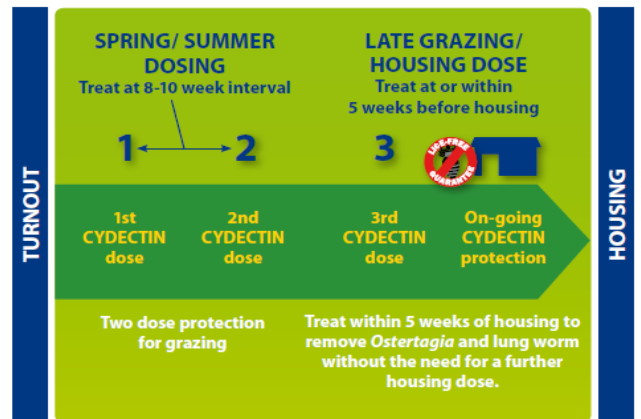 TURNOUT
SPRING/ SUMMER
DOSING
Treat at 8-10 week interval
1
2
LATE GRAZING/
HOUSING DOSE
Treat at or within
5 weeks before housing
3
LICE-FREE
GUARANTEE
1st
CYDECTIN
dose
2nd
CYDECTIN
dose
3rd
CYDECTIN
dose
On-going
CYDECTIN
protection
Two dose protection
for grazing
Treat within 5 weeks of housing to
remove Ostertagia and lung worm
without the need for a further
housing dose.
HOUSING